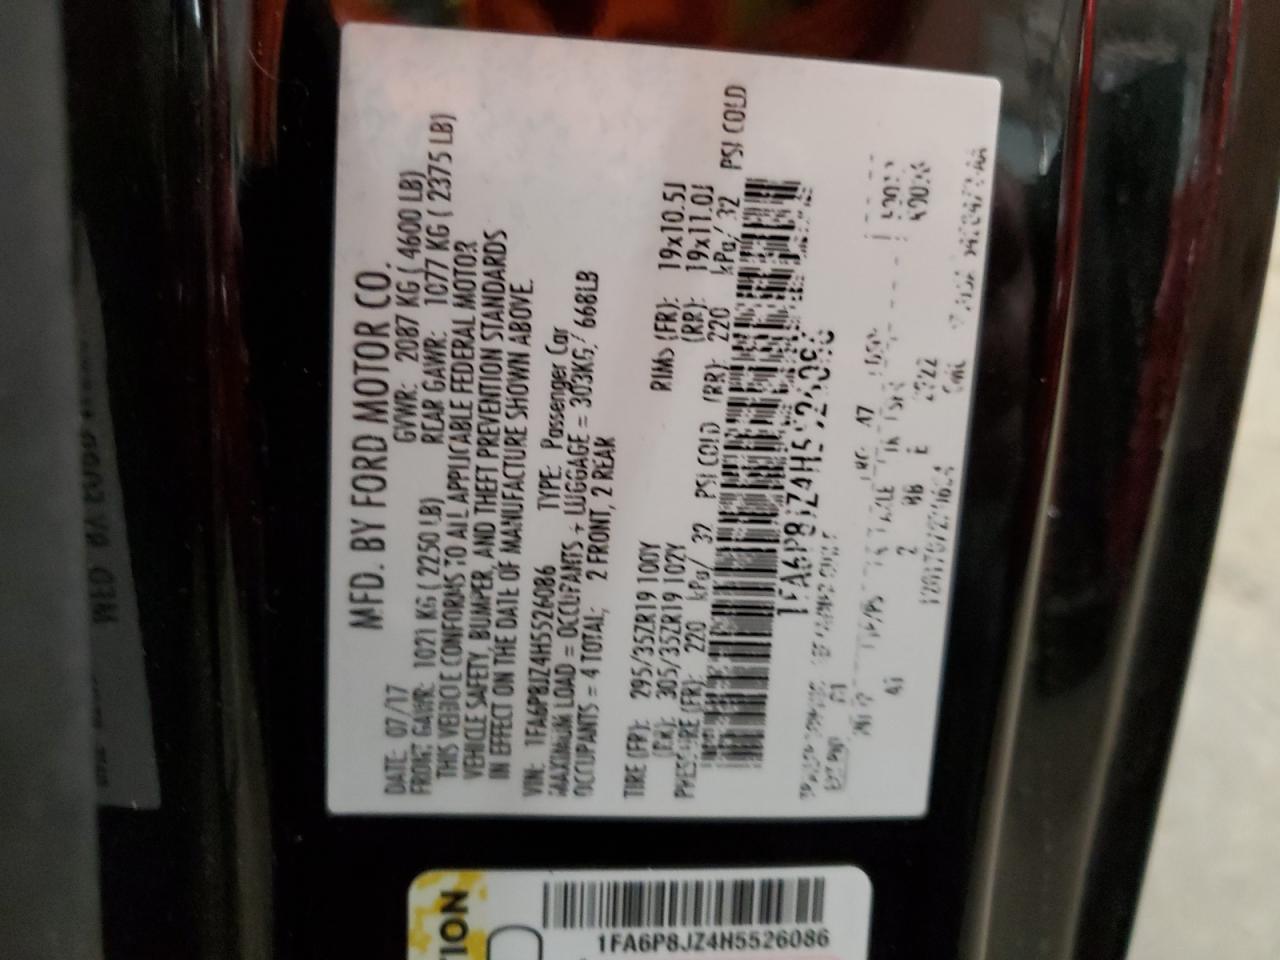 MFD. BY FORD MOTOR CO.
DATE: 07/17 GVWR: 2087 KG ( 4600 LB)
FRONT GAWR: 1021 KG ( 2250 LB) REAR GAWR: 1077 KG ( 2375 LB)
THIS VEHICLE CONFORMS TO ALL APPLICABLE FEDERAL MOTOR
VEHICLE SAFETY, BUMPER, AND THEFT PREVENTION STANDARDS
IN EFFECT ON THE DATE OF MANUFACTURE SHOWN ABOVE.
VIN: 1FA6P8JZ4H5526086 TYPE: Passenger Car
MAXIMUM LOAD = OCCUPANTS + LUGGAGE = 303KG/ 668LB
OCCUPANTS = 4 TOTAL; 2 FRONT, 2 REAR
TIRE (FR): 295/35ZR19 100Y RIMS (FR): 19x10.5J
(RR): 305/35ZR19 102Y (RR): 19x11.0J
PRESSURE (FR): 220 kPa/ 32 PSI COLD (RR): 220 kPa/ 32 PSI COLD
1FA6P8JZ4H5526086
TION
1FA6P8JZ4H5526086